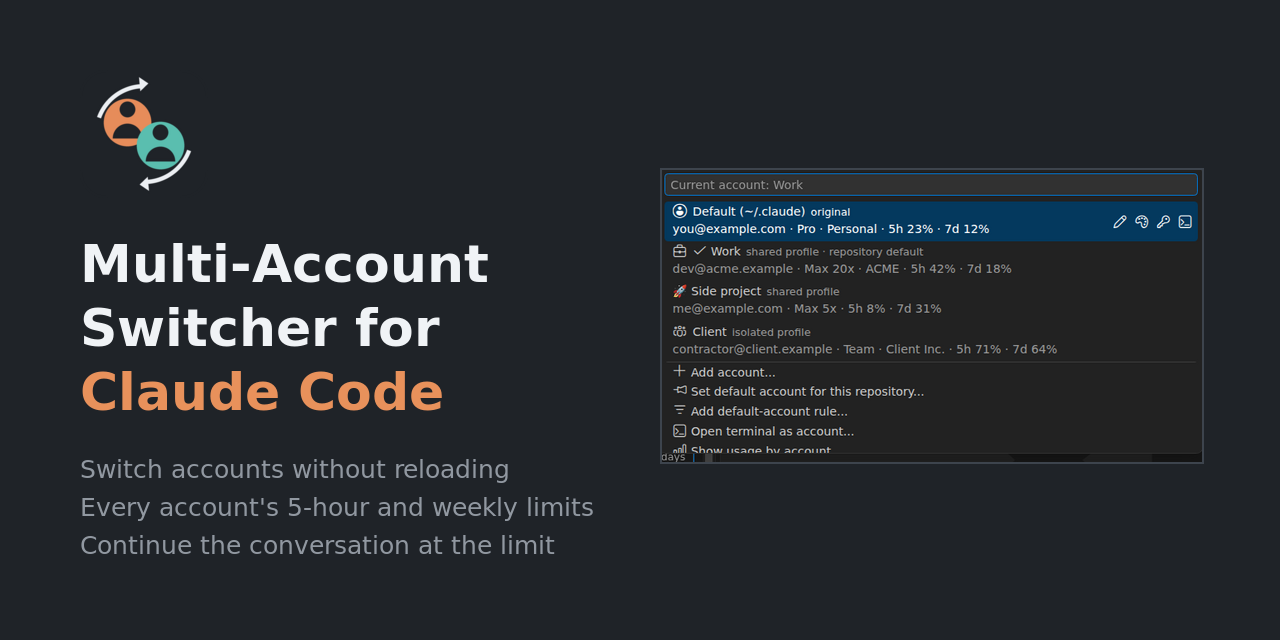 Multi-Account
Switcher for
Claude Code
Switch accounts without reloading
Every account's 5-hour and weekly limits
Continue the conversation at the limit
Current account: Work
Default (~/.claude) original
you@example.com · Pro · Personal · 5h 23% · 7d 12%
Work shared profile · repository default
dev@acme.example · Max 20x · ACME · 5h 42% · 7d 18%
Side project shared profile
me@example.com · Max 5x · 5h 8% · 7d 31%
Client isolated profile
contractor@client.example · Team · Client Inc. · 5h 71% · 7d 64%
Add account...
Set default account for this repository...
Add default-account rule...
Open terminal as account...
Show usage by account
days